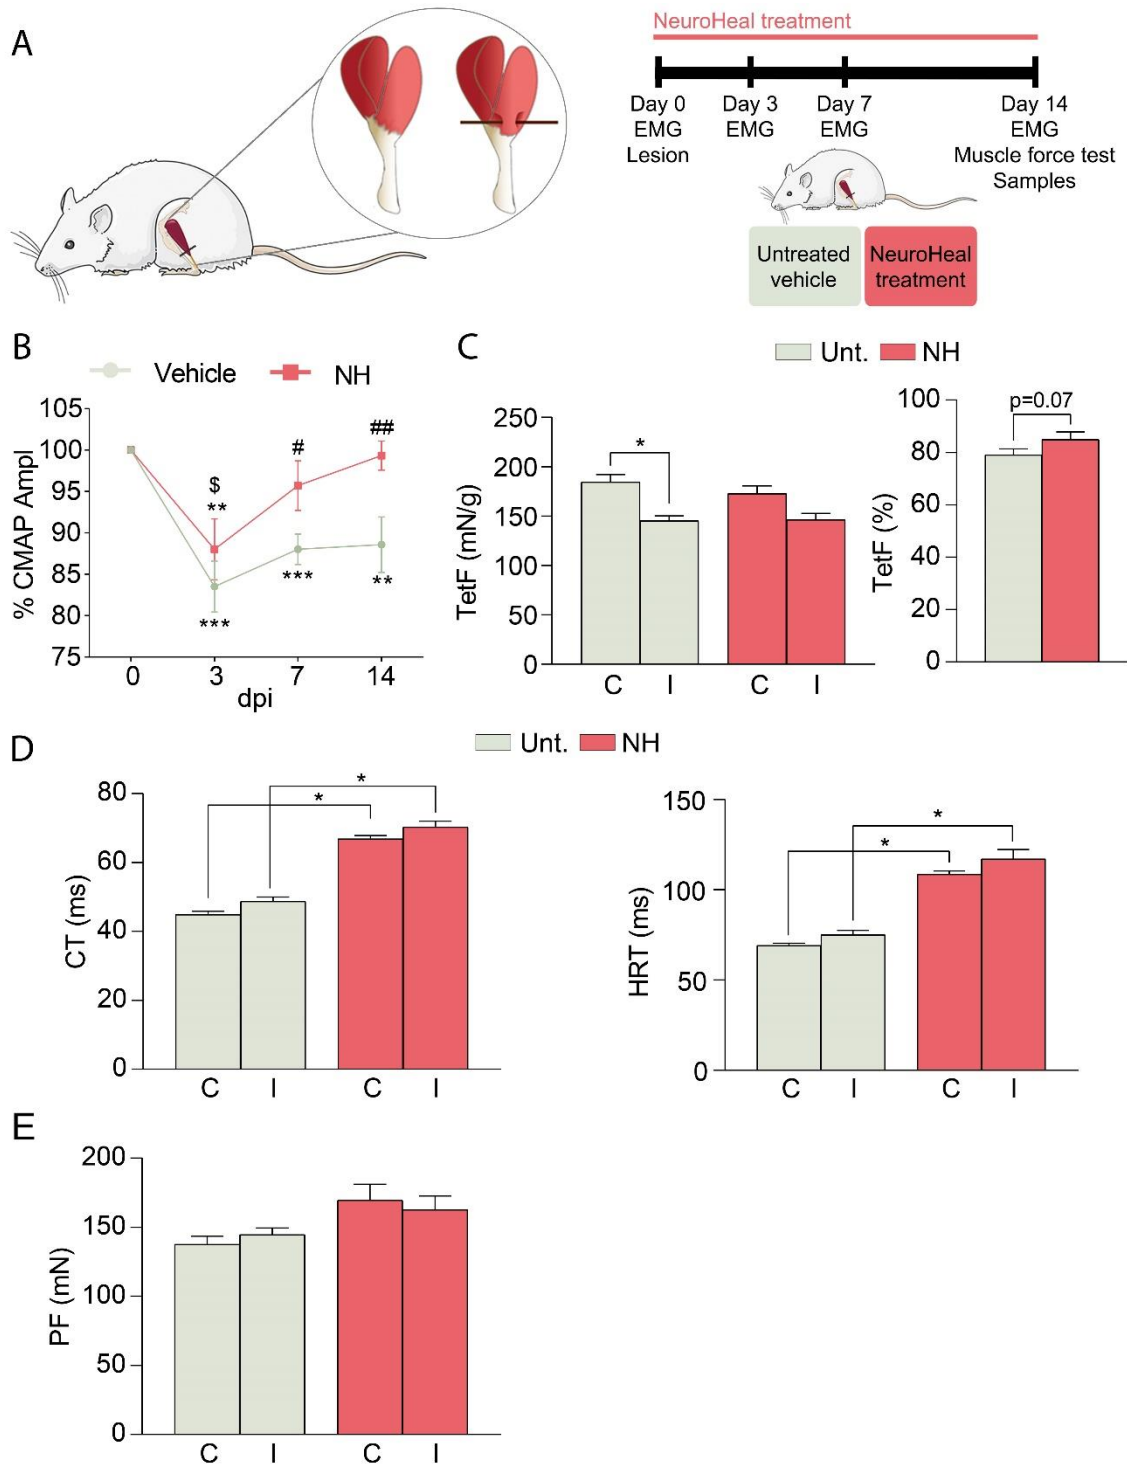 A
NeuroHeal treatment
Day 0
EMG
Lesion
Day 3
EMG
Day 7
EMG
Day 14
EMG
Muscle force test
Samples
Untreated
vehicle
NeuroHeal
treatment
B
Vehicle
NH
% CMAP Ampl
105
100
95
90
85
80
75
$
**
***
#
***
##
**
0 3 7 14
dpi
C
Unt. NH
TetF (mN/g)
250
200
150
100
50
0
*
C I C I
TetF (%)
100
80
60
40
20
0
p=0.07
D
Unt. NH
CT (ms)
80
60
40
20
0
*
*
C I C I
HRT (ms)
150
100
50
0
*
*
C I C I
E
PF (mN)
200
150
100
50
0
C I C I